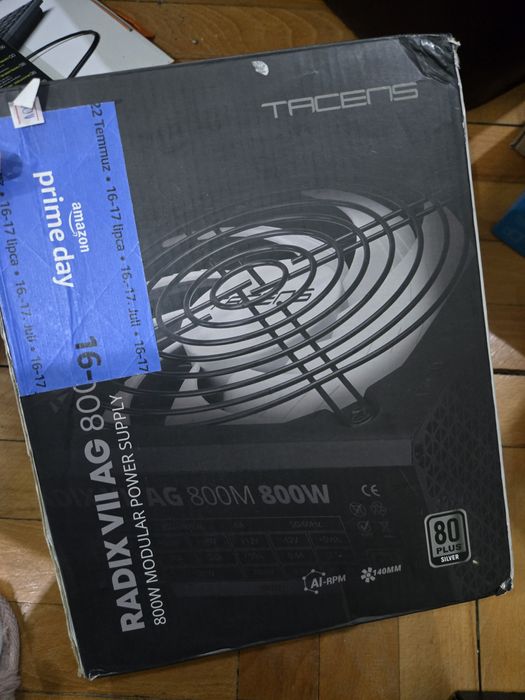 TACENS
amazon
prime day
22 Temmuz • 16-17 lipca • 16-17. Juli •
16-17 lipca • 16-17. Juli • 16-17
RADIX VII AG 800
800W MODULAR POWER SUPPLY
AG 800M 800W
CE
AI-RPM
140MM
80
PLUS
SILVER